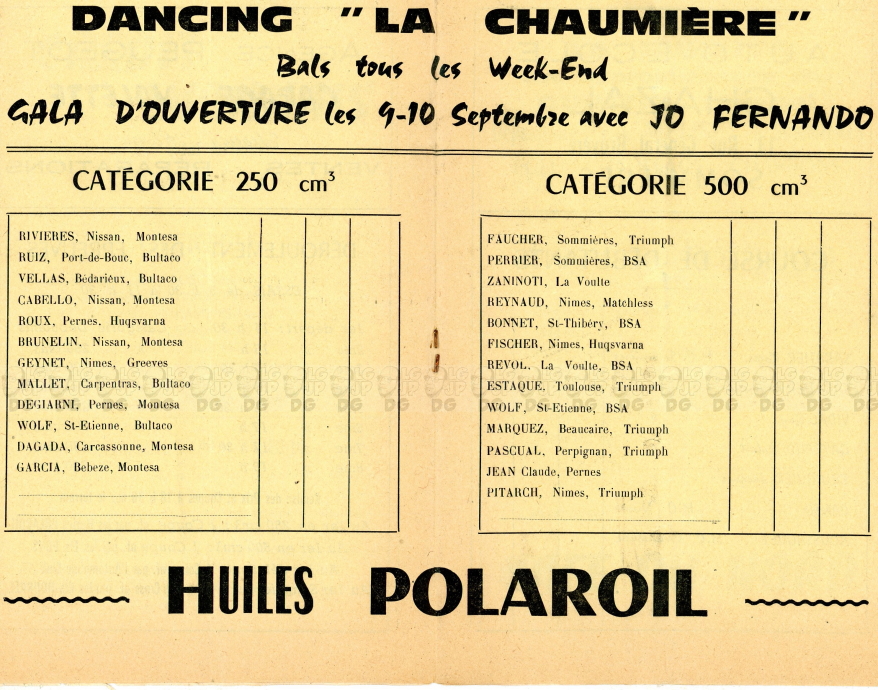 DANCING " LA CHAUMIÈRE "
Bals tous les Week-End
GALA D'OUVERTURE les 9-10 Septembre avec JO FERNANDO
CATÉGORIE 250 cm³
RIVIERES, Nissan, Montesa
RUIZ, Port-de-Bouc, Bultaco
VELLAS, Bédarieux, Bultaco
CABELLO, Nissan, Montesa
ROUX, Pernes. Huqsvarna
BRUNELIN, Nissan, Montesa
GEYNET, Nimes, Greeves
MALLET, Carpentras, Bultaco
DEGIARNI, Pernes, Montesa
WOLF, St-Etienne, Bultaco
DAGADA, Carcassonne, Montesa
GARCIA, Bebeze, Montesa
CATÉGORIE 500 cm³
FAUCHER, Sommières, Triumph
PERRIER, Sommières, BSA
ZANINOTI, La Voulte
REYNAUD, Nimes, Matchless
BONNET, St-Thibéry, BSA
FISCHER, Nimes, Huqsvarna
REVOL, La Voulte, BSA
ESTAQUE, Toulouse, Triumph
WOLF, St-Etienne, BSA
MARQUEZ, Beaucaire, Triumph
PASCUAL, Perpignan, Triumph
JEAN Claude, Pernes
PITARCH, Nimes, Triumph
HUILES POLAROIL